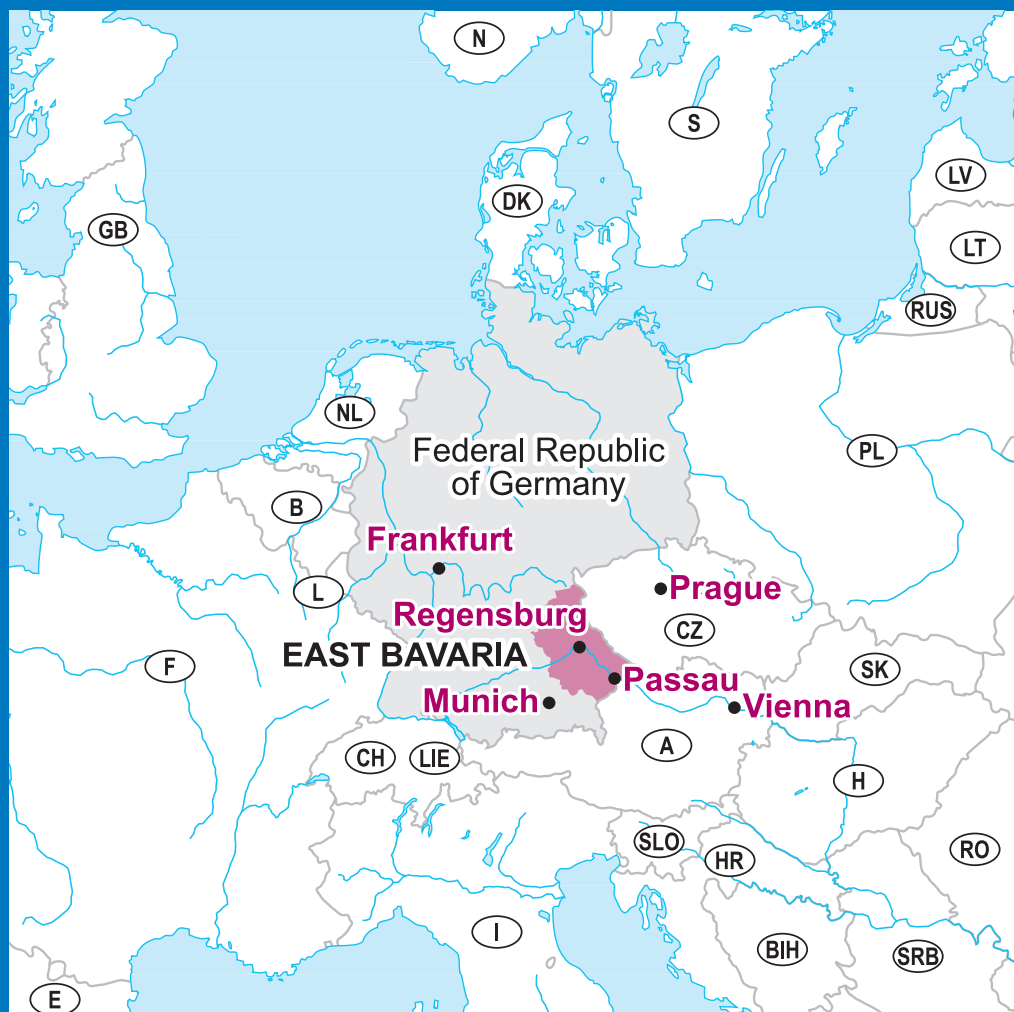 N
S
LV
DK
GB
LT
RUS
NL
Federal Republic
of Germany
PL
B
Frankfurt
L
Prague
Regensburg
CZ
EAST BAVARIA
F
SK
Passau
Munich
Vienna
A
CH
LIE
H
SLO
HR
RO
I
BIH
SRB
E